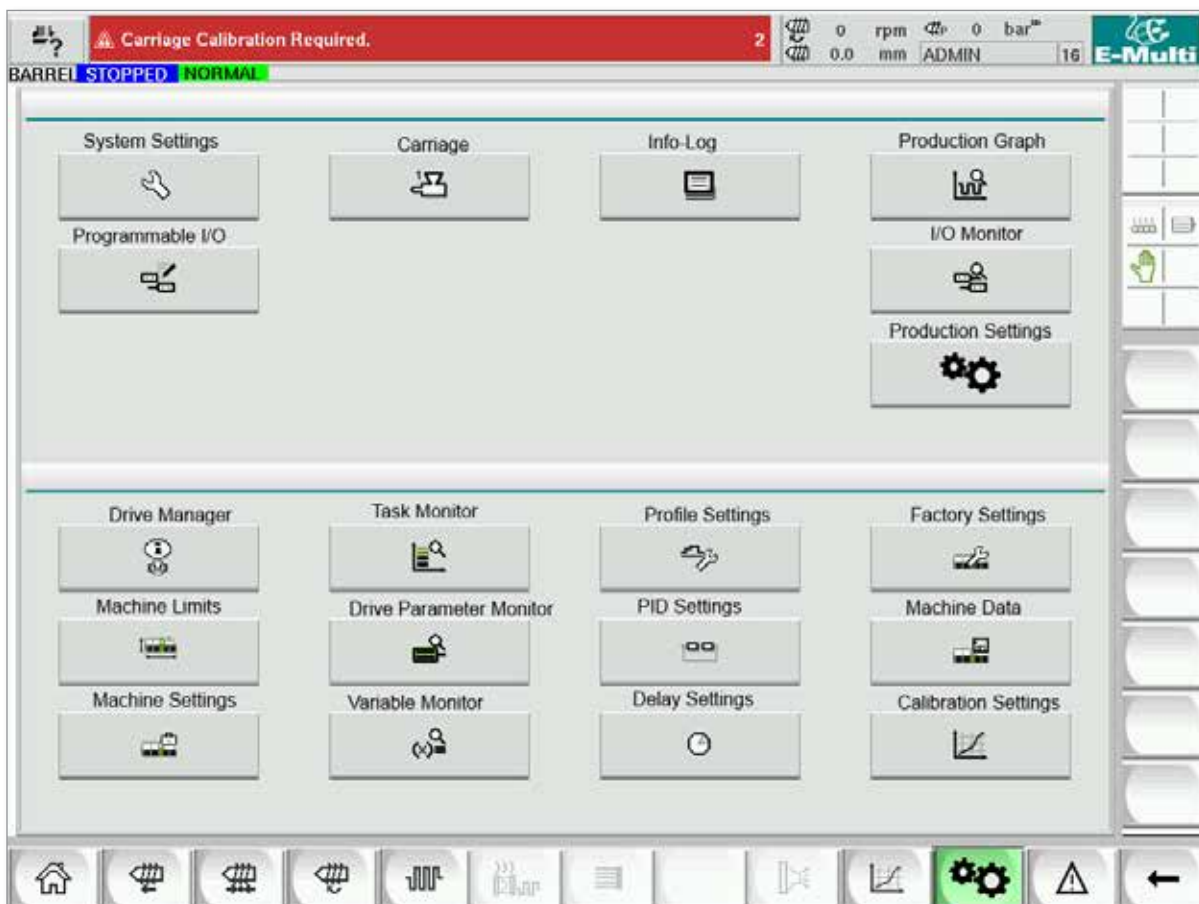 Carriage Calibration Required. 2
0 rpm 0 bar
0.0 mm ADMIN 16
E-Multi
BARREL STOPPED NORMAL
System Settings Carriage Info-Log Production Graph
Programmable I/O I/O Monitor
Production Settings
Drive Manager Task Monitor Profile Settings Factory Settings
Machine Limits Drive Parameter Monitor PID Settings Machine Data
Machine Settings Variable Monitor Delay Settings Calibration Settings